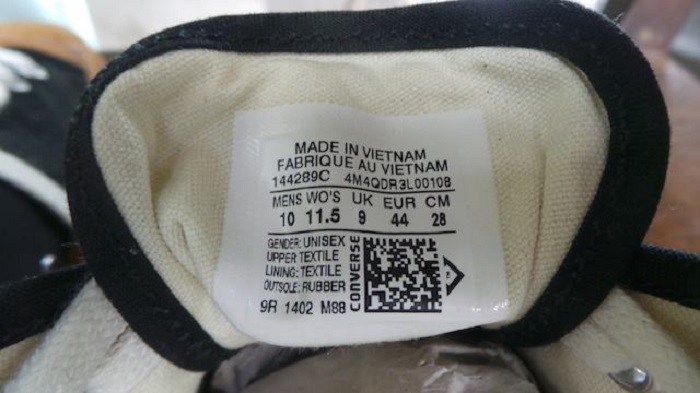 MADE IN VIETNAM
FABRIQUE AU VIETNAM
144289C 4M4QDR3L00108
MENS WO'S UK EUR CM
10 11.5 9 44 28
GENDER: UNISEX
UPPER TEXTILE
LINING: TEXTILE
OUTSOLE: RUBBER
CONVERSE
9R 1402 M88